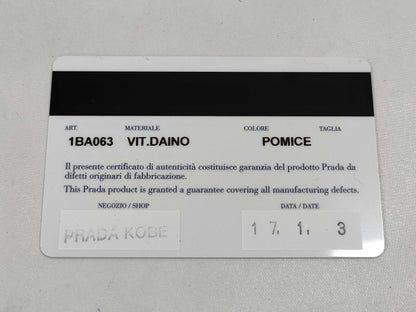 ART. MATERIALE COLORE TAGLIA
1BA063 VIT.DAINO POMICE
Il presente certificato di autenticità costituisce garanzia del prodotto Prada da
difetti originari di fabbricazione.
This Prada product is granted a guarantee covering all manufacturing defects.
NEGOZIO / SHOP DATA / DATE
PRADA KOBE 17. 1. 3